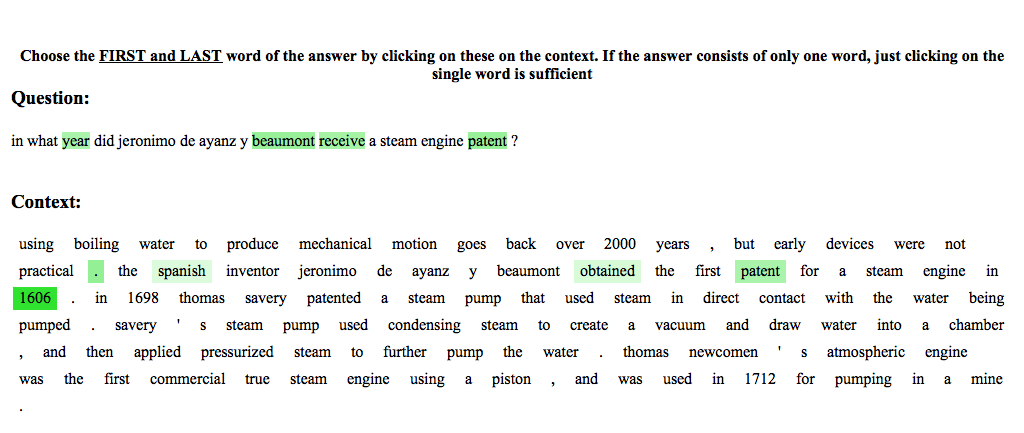 Choose the FIRST and LAST word of the answer by clicking on these on the context. If the answer consists of only one word, just clicking on the
single word is sufficient
Question:
in what year did jeronimo de ayanz y beaumont receive a steam engine patent ?
Context:
using boiling water to produce mechanical motion goes back over 2000 years , but early devices were not
practical . the spanish inventor jeronimo de ayanz y beaumont obtained the first patent for a steam engine in
1606 . in 1698 thomas savery patented a steam pump that used steam in direct contact with the water being
pumped . savery ' s steam pump used condensing steam to create a vacuum and draw water into a chamber
, and then applied pressurized steam to further pump the water . thomas newcomen ' s atmospheric engine
was the first commercial true steam engine using a piston , and was used in 1712 for pumping in a mine
.